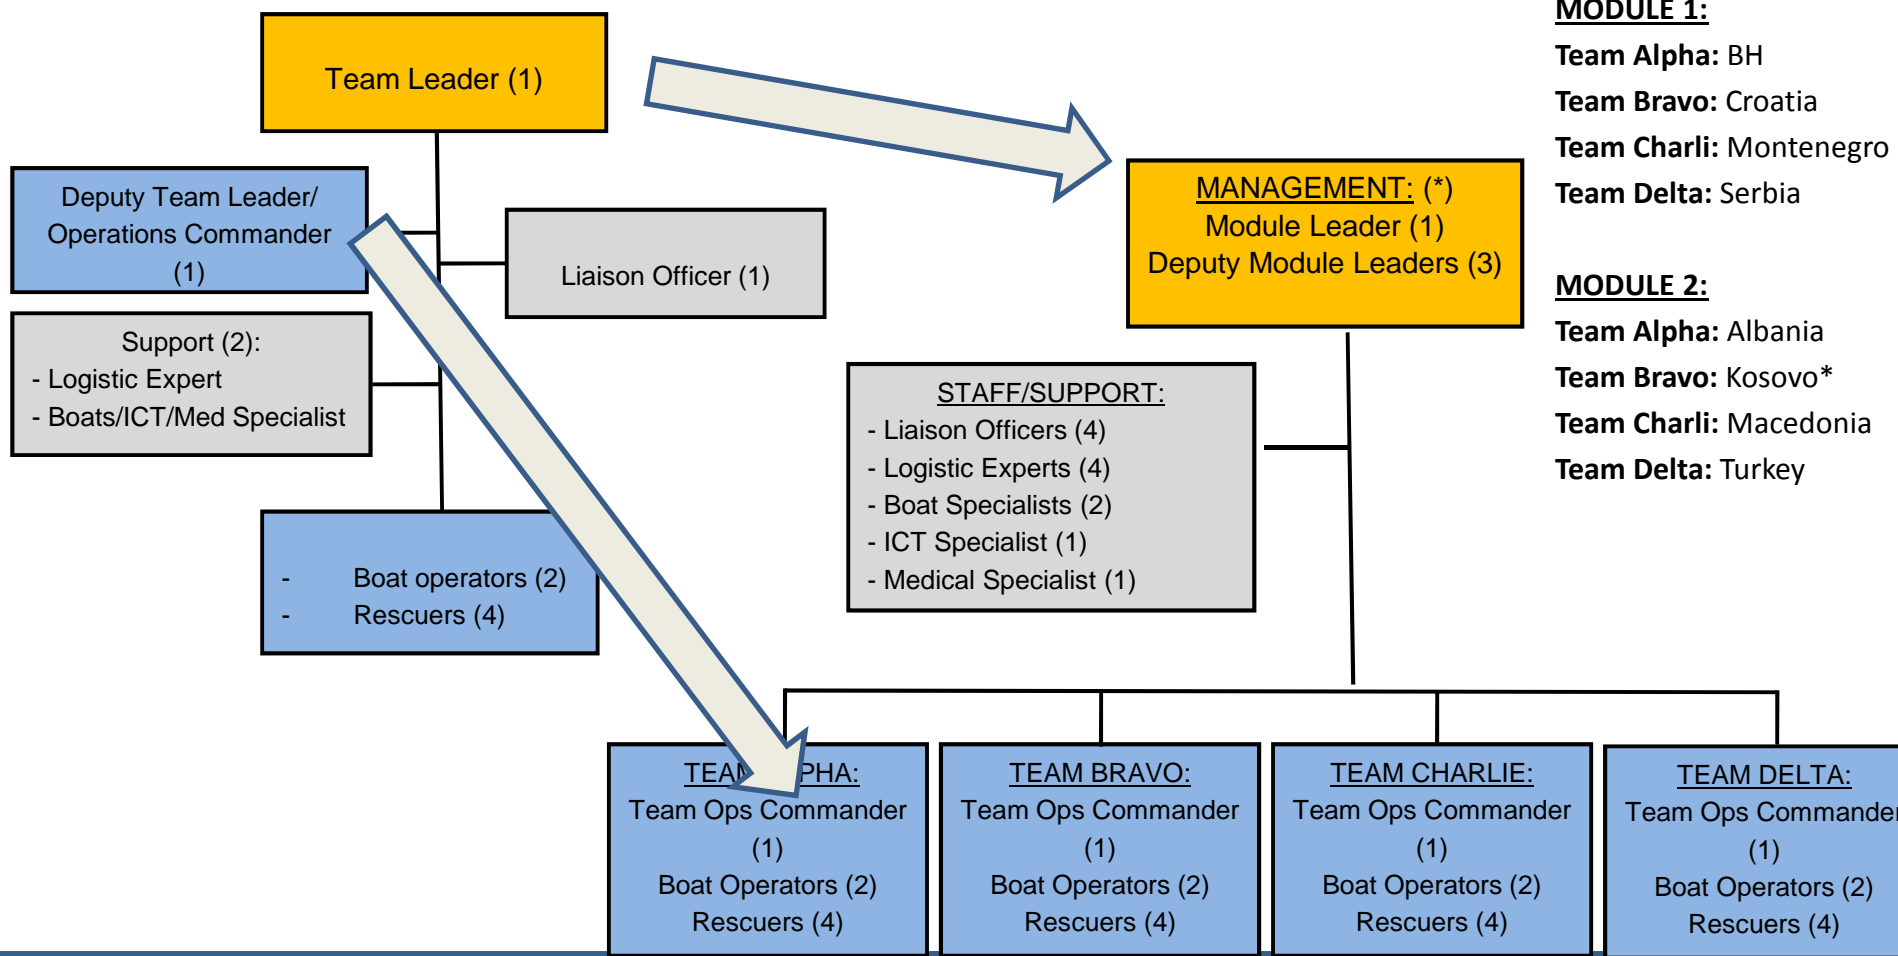 Team Leader (1)
Deputy Team Leader/
Operations Commander
(1)
Liaison Officer (1)
Support (2):
- Logistic Expert
- Boats/ICT/Med Specialist
- Boat operators (2)
- Rescuers (4)
MANAGEMENT: (*)
Module Leader (1)
Deputy Module Leaders (3)
STAFF/SUPPORT:
- Liaison Officers (4)
- Logistic Experts (4)
- Boat Specialists (2)
- ICT Specialist (1)
- Medical Specialist (1)
TEAM PHA:
Team Ops Commander
(1)
Boat Operators (2)
Rescuers (4)
TEAM BRAVO:
Team Ops Commander
(1)
Boat Operators (2)
Rescuers (4)
TEAM CHARLIE:
Team Ops Commander
(1)
Boat Operators (2)
Rescuers (4)
TEAM DELTA:
Team Ops Commander
(1)
Boat Operators (2)
Rescuers (4)
MODULE 1:
Team Alpha: BH
Team Bravo: Croatia
Team Charli: Montenegro
Team Delta: Serbia
MODULE 2:
Team Alpha: Albania
Team Bravo: Kosovo*
Team Charli: Macedonia
Team Delta: Turkey